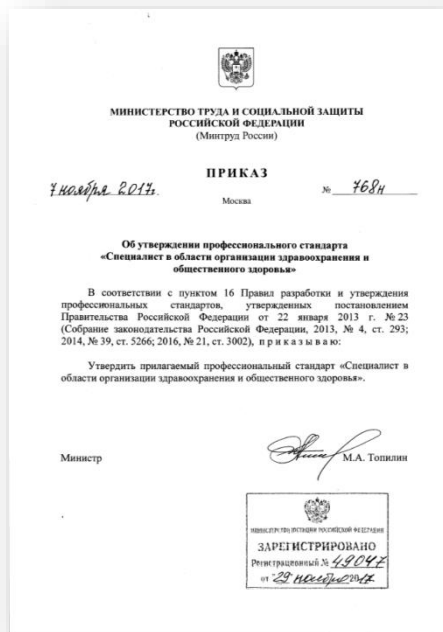 МИНИСТЕРСТВО ТРУДА И СОЦИАЛЬНОЙ ЗАЩИТЫ
РОССИЙСКОЙ ФЕДЕРАЦИИ
(Минтруд России)
ПРИКАЗ
7 ноября 2017г. № 768н
Москва
Об утверждении профессионального стандарта
«Специалист в области организации здравоохранения и
общественного здоровья»
В соответствии с пунктом 16 Правил разработки и утверждения
профессиональных стандартов, утвержденных постановлением
Правительства Российской Федерации от 22 января 2013 г. № 23
(Собрание законодательства Российской Федерации, 2013, № 4, ст. 293;
2014, № 39, ст. 5266; 2016, № 21, ст. 3002), приказываю:
Утвердить прилагаемый профессиональный стандарт «Специалист в
области организации здравоохранения и общественного здоровья».
Министр М.А. Топилин
МИНИСТЕРСТВО ЮСТИЦИИ РОССИЙСКОЙ ФЕДЕРАЦИИ
ЗАРЕГИСТРИРОВАНО
Регистрационный № 49047
от "29 ноября 2017